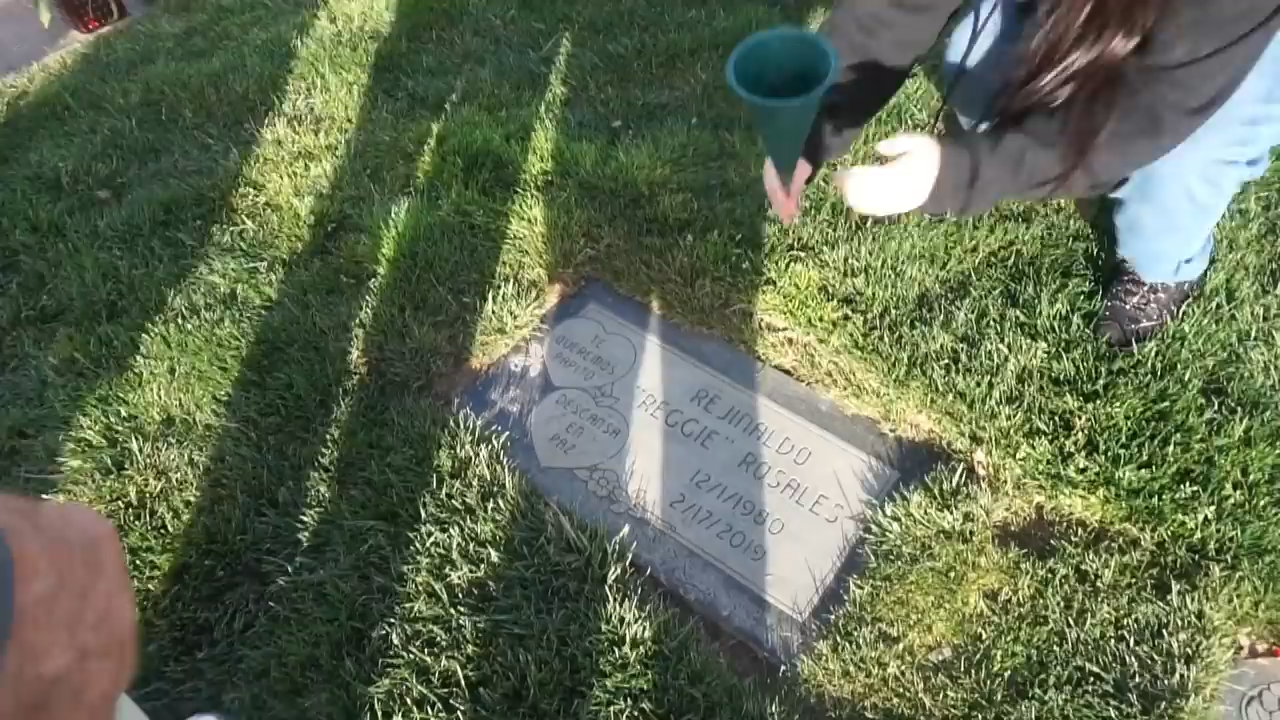 TE
QUEREMOS
PAPITO
DESCANSA
EN
PAZ
REJINALDO
"REGGIE" ROSALES
12/1/1980
2/17/2019